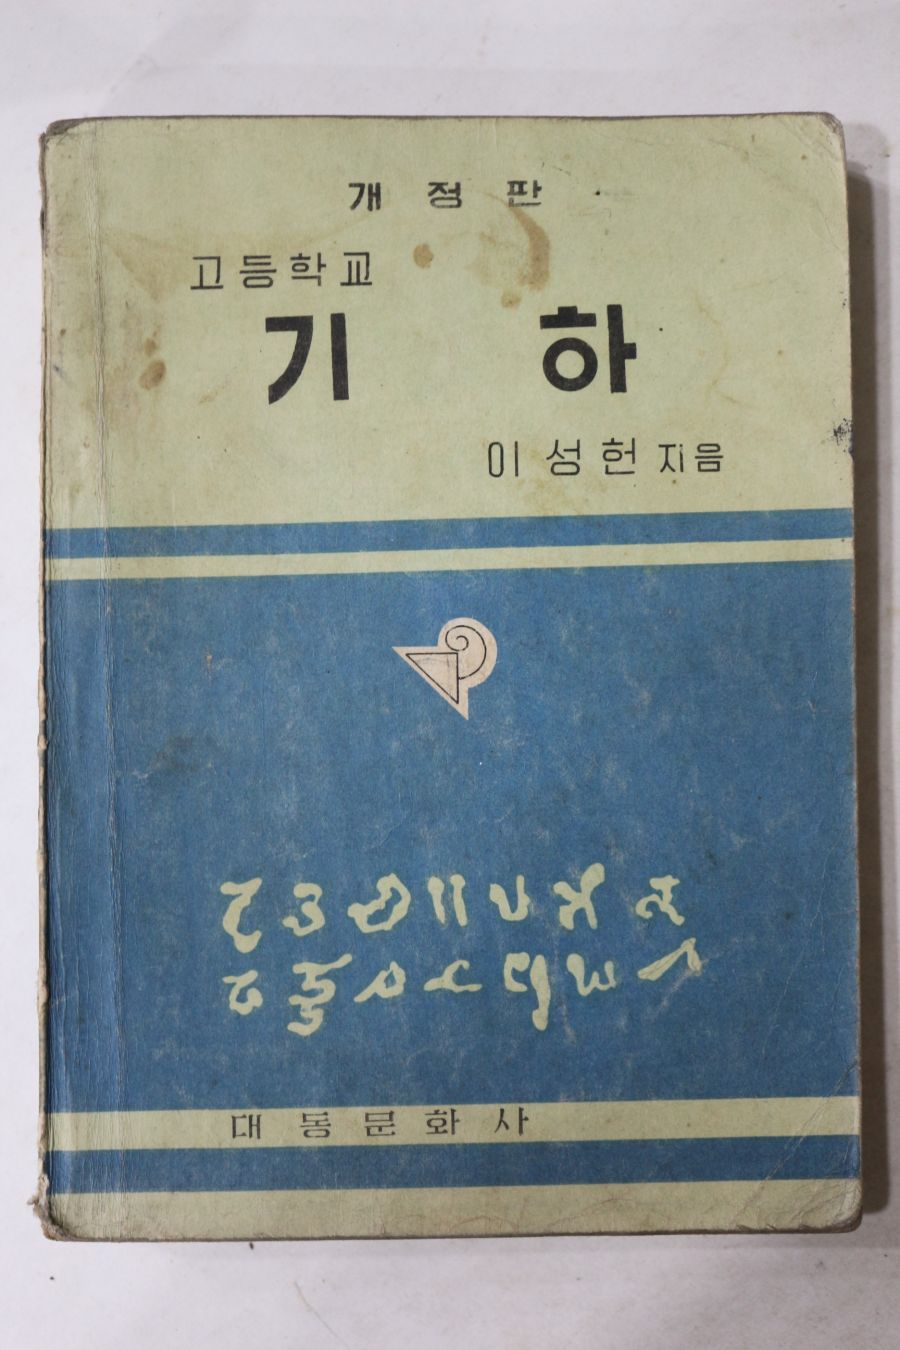 개정판
고등학교
기하
이성헌 지음
대동문화사